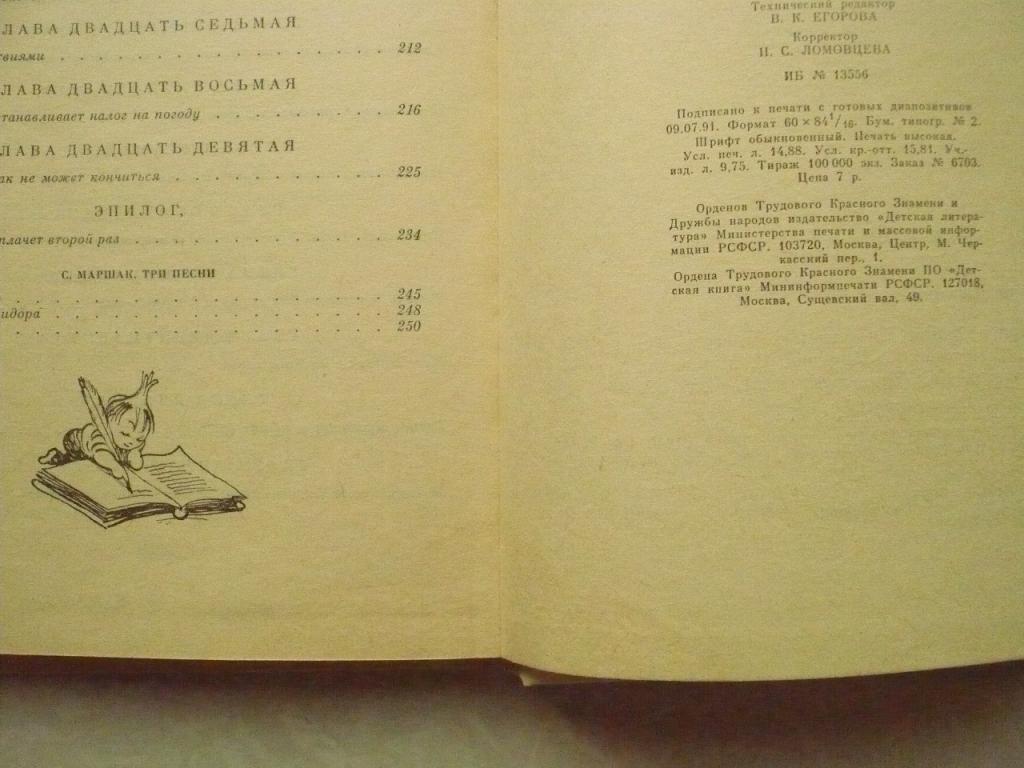 ЛАВА ДВАДЦАТЬ СЕДЬМАЯ
твиями . . . . . . . . . . . . . . . . . . 212
ЛАВА ДВАДЦАТЬ ВОСЬМАЯ
танавливает налог на погоду . . . . . . . . . . 216
ЛАВА ДВАДЦАТЬ ДЕВЯТАЯ
ак не может кончиться . . . . . . . . . . . . 225
ЭПИЛОГ,
плачет второй раз . . . . . . . . . . . . . . 234
С. МАРШАК. ТРИ ПЕСНИ
. . . . . . . . . . . . . . . . . . . . 245
идора . . . . . . . . . . . . . . . . . . 248
. . . . . . . . . . . . . . . . . . . . 250
Технический редактор
В. К. ЕГОРОВА
Корректор
И. С. ЛОМОВЦЕВА
ИБ № 13556
Подписано к печати с готовых диапозитивов
09.07.91. Формат 60 × 84 1/16. Бум. типогр. № 2.
Шрифт обыкновенный. Печать высокая.
Усл. печ. л. 14,88. Усл. кр.-отт. 15,81. Уч.-
изд. л. 9,75. Тираж 100 000 экз. Заказ № 6703.
Цена 7 р.
Орденов Трудового Красного Знамени и
Дружбы народов издательство «Детская литера-
тура» Министерства печати и массовой инфор-
мации РСФСР. 103720, Москва, Центр, М. Чер-
касский пер., 1.
Ордена Трудового Красного Знамени ПО «Дет-
ская книга» Мининформпечати РСФСР. 127018,
Москва, Сущевский вал, 49.